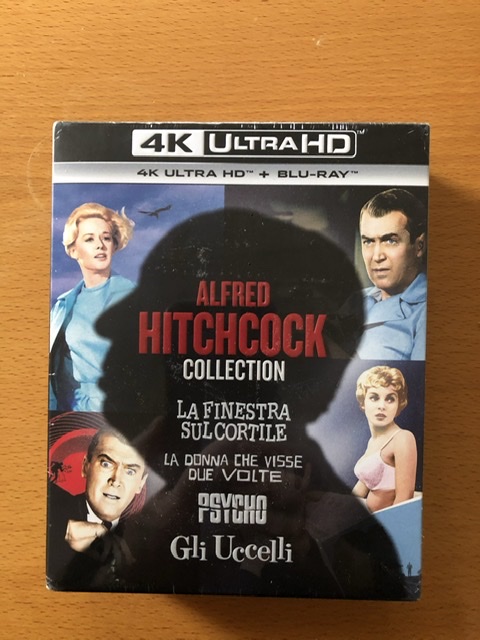 4K ULTRA HD
4K ULTRA HD™ + BLU-RAY™
ALFRED
HITCHCOCK
COLLECTION
LA FINESTRA
SUL CORTILE
LA DONNA CHE VISSE
DUE VOLTE
PSYCHO
Gli Uccelli